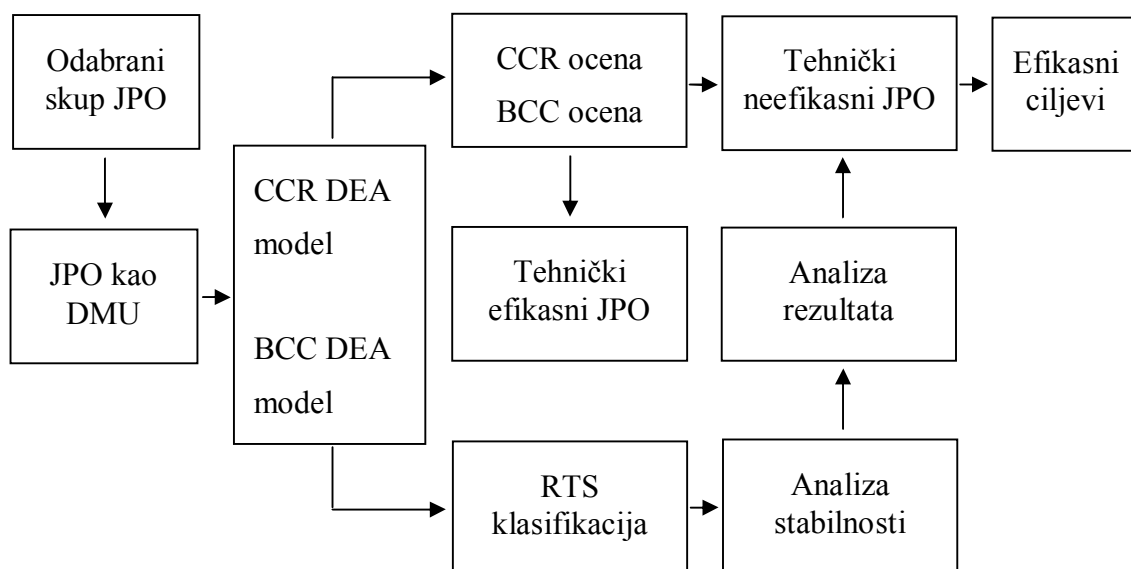 Odabrani
skup JPO
JPO kao
DMU
CCR DEA
model
BCC DEA
model
CCR ocena
BCC ocena
Tehnički
efikasni JPO
RTS
klasifikacija
Tehnički
neefikasni JPO
Analiza
rezultata
Analiza
stabilnosti
Efikasni
ciljevi